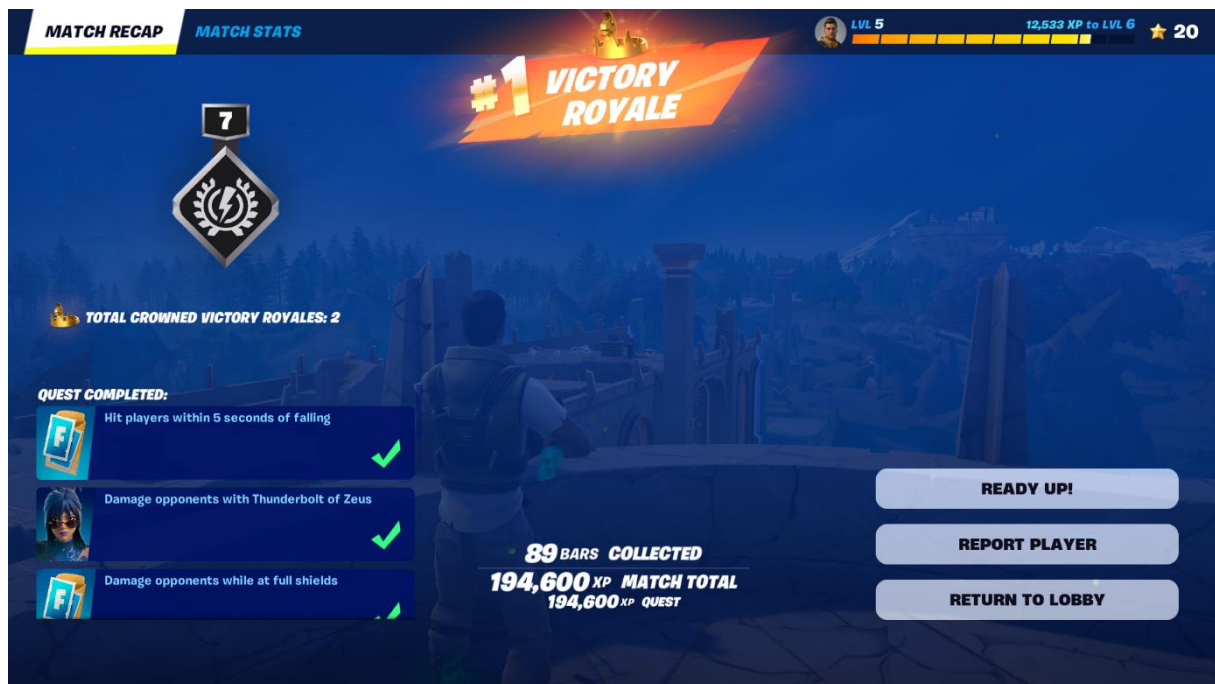 MATCH RECAP
MATCH STATS
LVL 5
12,533 XP to LVL 6
20
#1 VICTORY
ROYALE
7
TOTAL CROWNED VICTORY ROYALES: 2
QUEST COMPLETED:
F
Hit players within 5 seconds of falling
Damage opponents with Thunderbolt of Zeus
F
Damage opponents while at full shields
89 BARS COLLECTED
194,600 XP MATCH TOTAL
194,600 XP QUEST
READY UP!
REPORT PLAYER
RETURN TO LOBBY